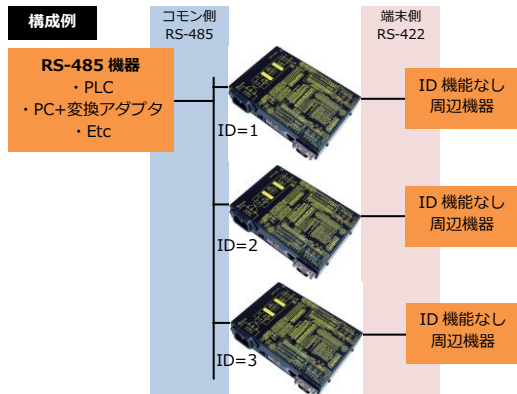 構成例
コモン側
RS-485
端末側
RS-422
RS-485 機器
・PLC
・PC+変換アダプタ
・Etc
ID=1
ID 機能なし
周辺機器
ID=2
ID 機能なし
周辺機器
ID=3
ID 機能なし
周辺機器